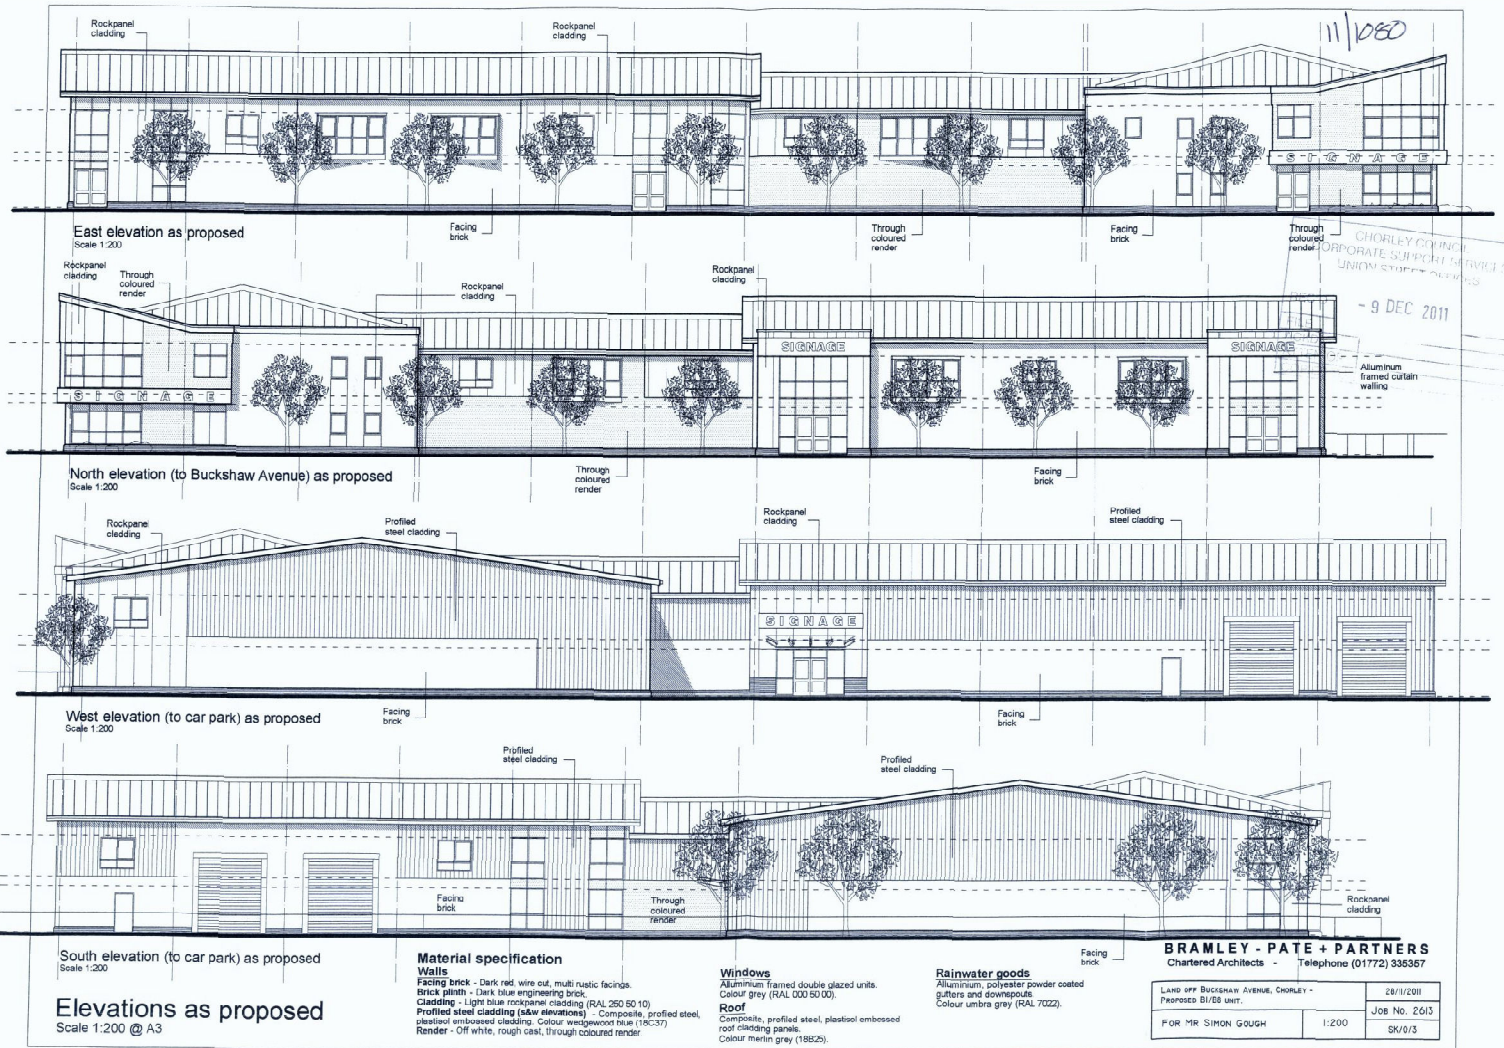 11/1080
Rockpanel
cladding
Rockpanel
cladding
SIGNAGE
East elevation as proposed
Scale 1:200
Facing
brick
Through
coloured
render
Facing
brick
Through
coloured
render
CHORLEY COUNCIL
CORPORATE SUPPORT SERVICES
UNION STREET OFFICES
- 9 DEC 2011
Rockpanel
cladding
Through
coloured
render
Rockpanel
cladding
Rockpanel
cladding
SIGNAGE
SIGNAGE
SIGNAGE
Aluminum
framed curtain
walling
North elevation (to Buckshaw Avenue) as proposed
Scale 1:200
Through
coloured
render
Facing
brick
Rockpanel
cladding
Profiled
steel cladding
Rockpanel
cladding
Profiled
steel cladding
SIGNAGE
West elevation (to car park) as proposed
Scale 1:200
Facing
brick
Facing
brick
Profiled
steel cladding
Profiled
steel cladding
Facing
brick
Through
coloured
render
Rockpanel
cladding
Facing
brick
South elevation (to car park) as proposed
Scale 1:200
Elevations as proposed
Scale 1:200 @ A3
Material specification
Walls
Facing brick - Dark red, wire cut, multi rustic facings.
Brick plinth - Dark blue engineering brick.
Cladding - Light blue rockpanel cladding (RAL 260 50 10)
Profiled steel cladding (s&w elevations) - Composite, profiled steel,
plastisol embossed cladding. Colour wedgewood blue (18C37)
Render - Off white, rough cast, through coloured render
Windows
Aluminium framed double glazed units.
Colour grey (RAL 000 50 00).
Roof
Composite, profiled steel, plastisol embossed
roof cladding panels.
Colour merlin grey (18B25).
Rainwater goods
Aluminium, polyester powder coated
gutters and downspouts.
Colour umbra grey (RAL 7022).
BRAMLEY - PATE + PARTNERS
Chartered Architects - Telephone (01772) 335357
LAND OFF BUCKSHAW AVENUE, CHORLEY -
PROPOSED B1/B8 UNIT.
28/11/2011
JOB NO. 2613
FOR MR SIMON GOUGH
1:200
SK/0/3